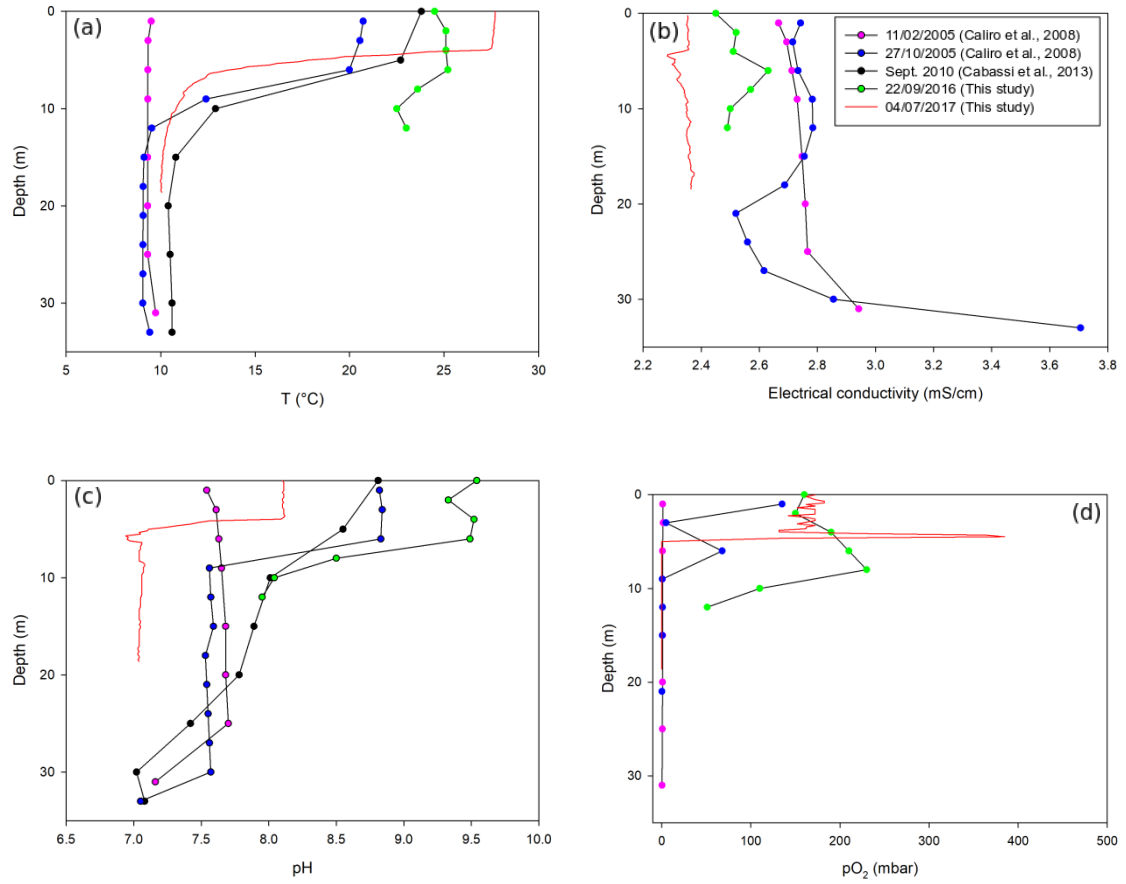 (a)
0
10
20
30
Depth (m)
5
10
15
20
25
30
T (°C)
(b)
0
10
20
30
Depth (m)
2.2
2.4
2.6
2.8
3.0
3.2
3.4
3.6
3.8
Electrical conductivity (mS/cm)
11/02/2005 (Caliro et al., 2008)
27/10/2005 (Caliro et al., 2008)
Sept. 2010 (Cabassi et al., 2013)
22/09/2016 (This study)
04/07/2017 (This study)
(c)
0
10
20
30
Depth (m)
6.5
7.0
7.5
8.0
8.5
9.0
9.5
10.0
pH
(d)
0
10
20
30
Depth (m)
0
100
200
300
400
500
pO₂ (mbar)